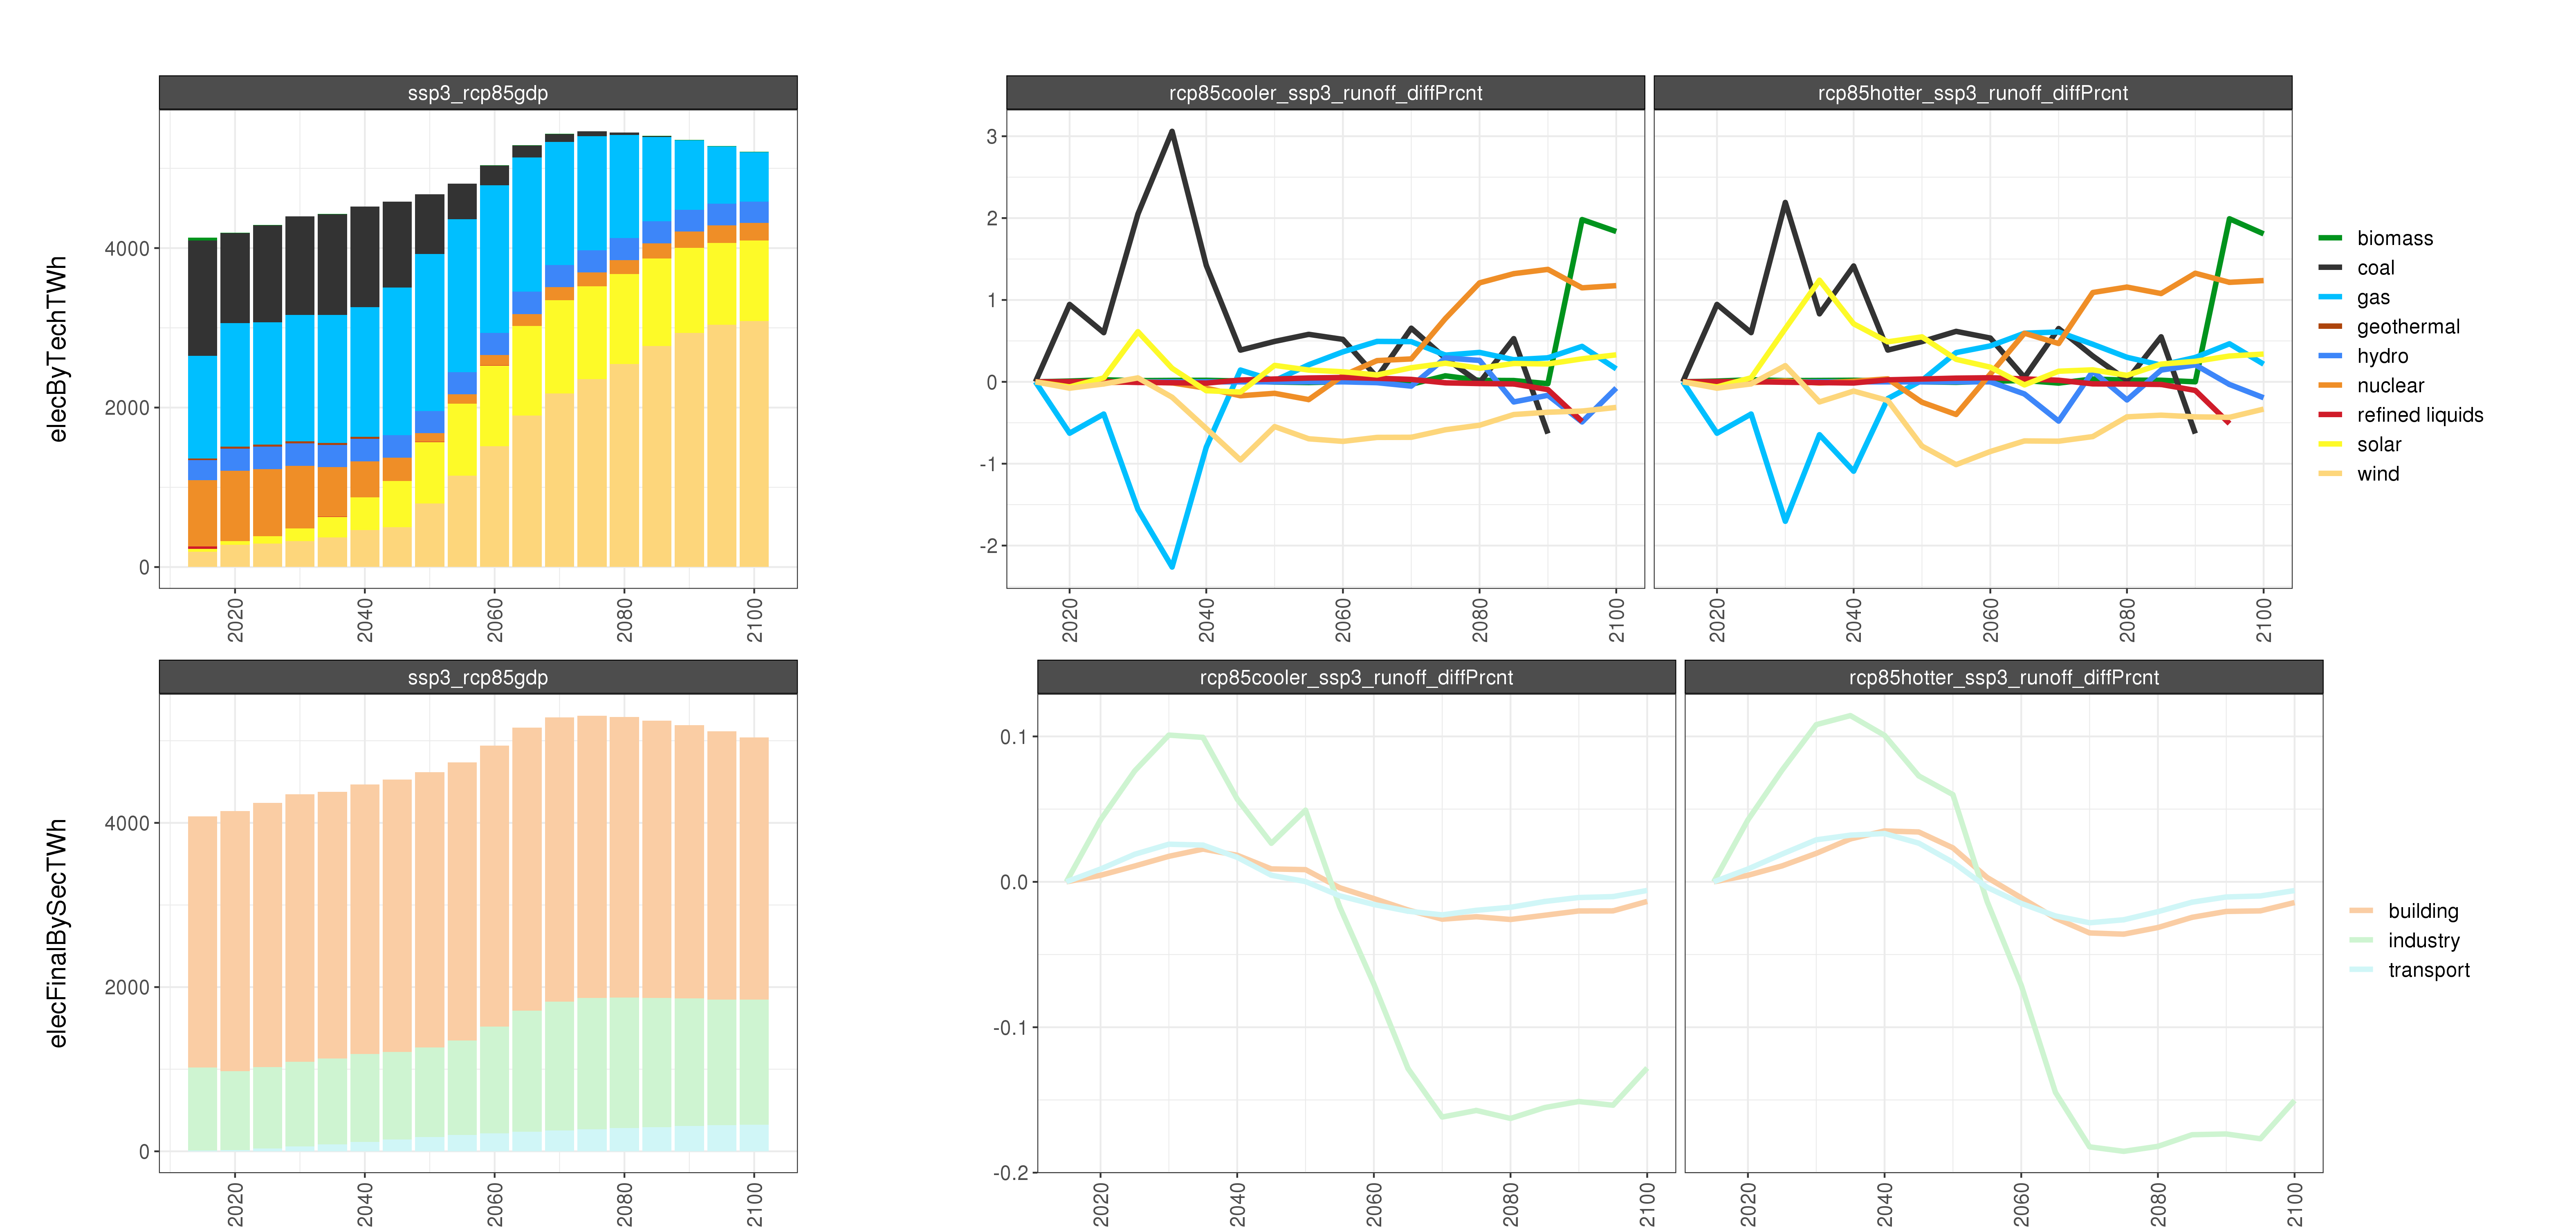 ssp3_rcp85gdp
rcp85cooler_ssp3_runoff_diffPrcnt
rcp85hotter_ssp3_runoff_diffPrcnt
elecByTechTWh
4000
2000
0
2020
2040
2060
2080
2100
3
2
1
0
-1
-2
2020
2040
2060
2080
2100
2020
2040
2060
2080
2100
biomass
coal
gas
geothermal
hydro
nuclear
refined liquids
solar
wind
ssp3_rcp85gdp
rcp85cooler_ssp3_runoff_diffPrcnt
rcp85hotter_ssp3_runoff_diffPrcnt
elecFinalBySecTWh
4000
2000
0
2020
2040
2060
2080
2100
0.1
0.0
-0.1
-0.2
2020
2040
2060
2080
2100
2020
2040
2060
2080
2100
building
industry
transport